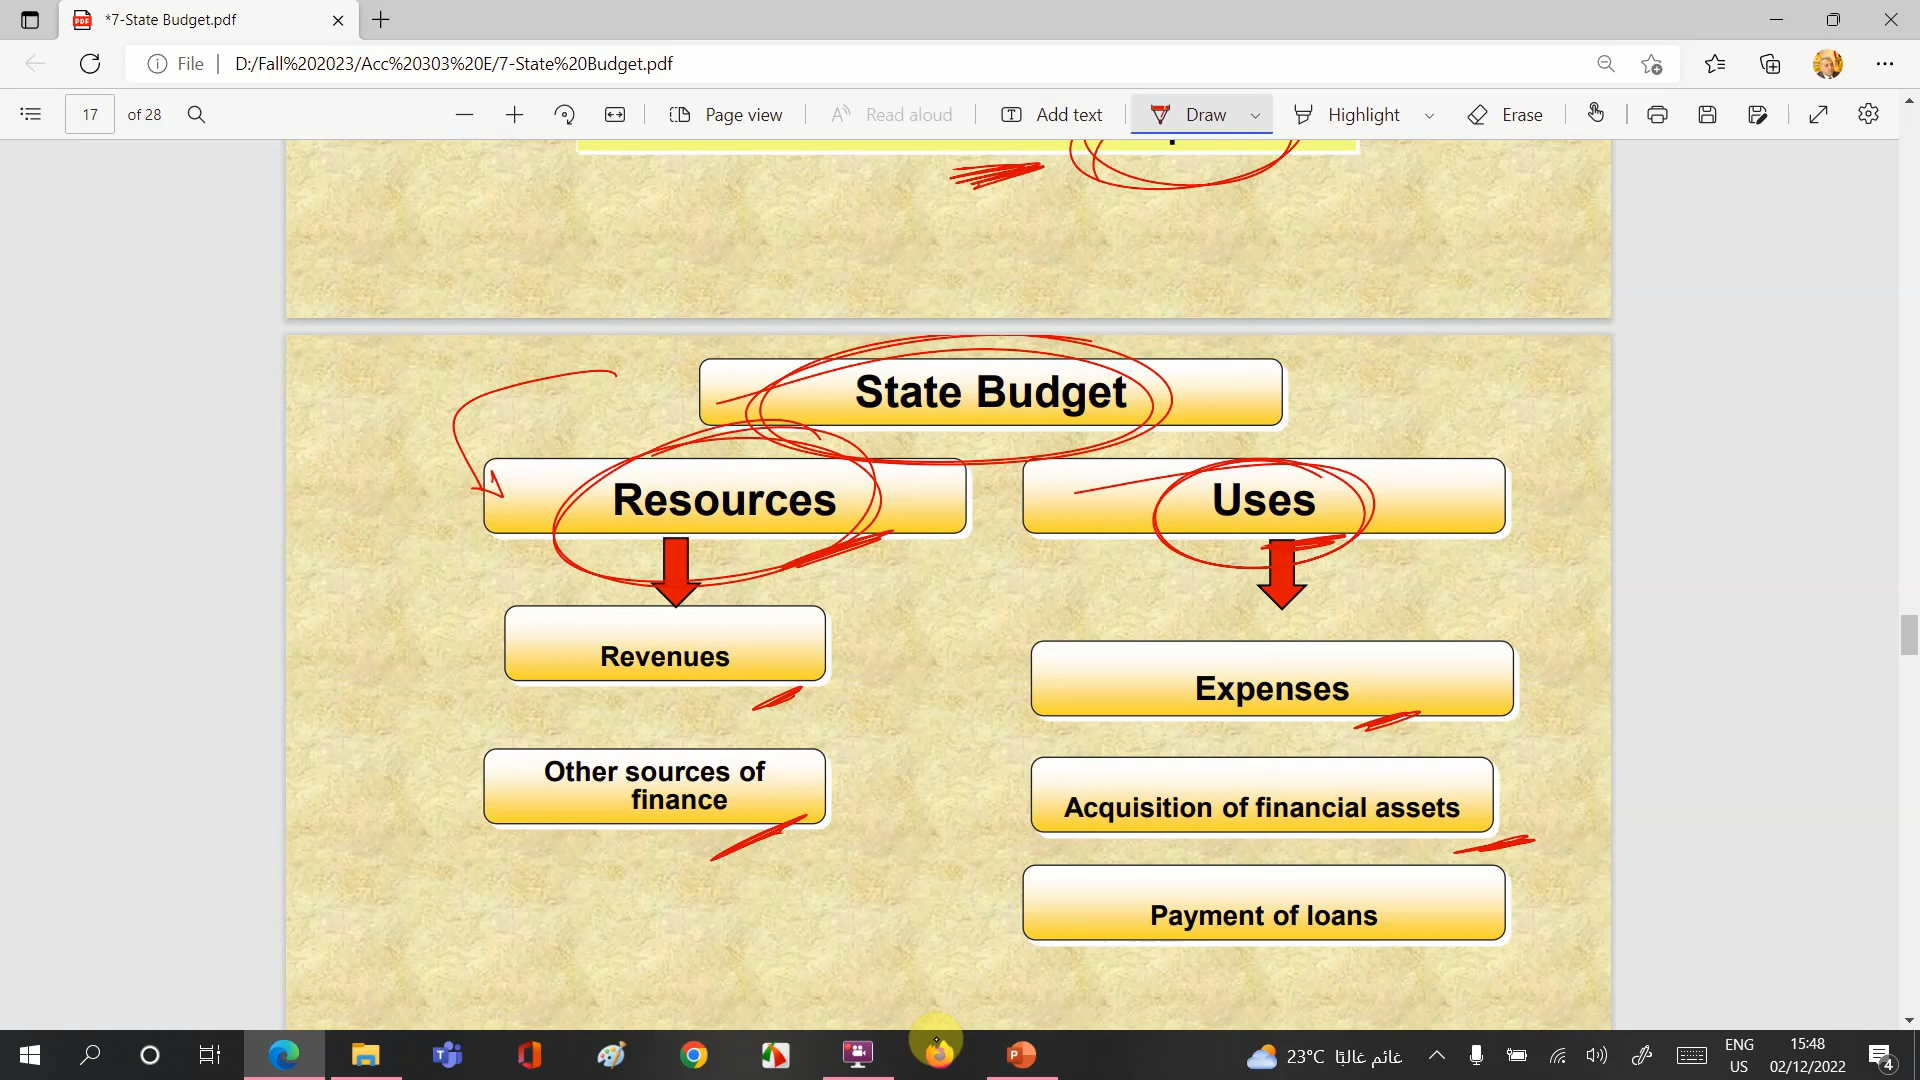 *7-State Budget.pdf
File
D:/Fall%202023/Acc%20303%20E/7-State%20Budget.pdf
17 of 28
Page view
Read aloud
Add text
Draw
Highlight
Erase
State Budget
Resources
Uses
Revenues
Expenses
Other sources of
finance
Acquisition of financial assets
Payment of loans
23°C غائم غالبًا
ENG
US
15:48
02/12/2022
4